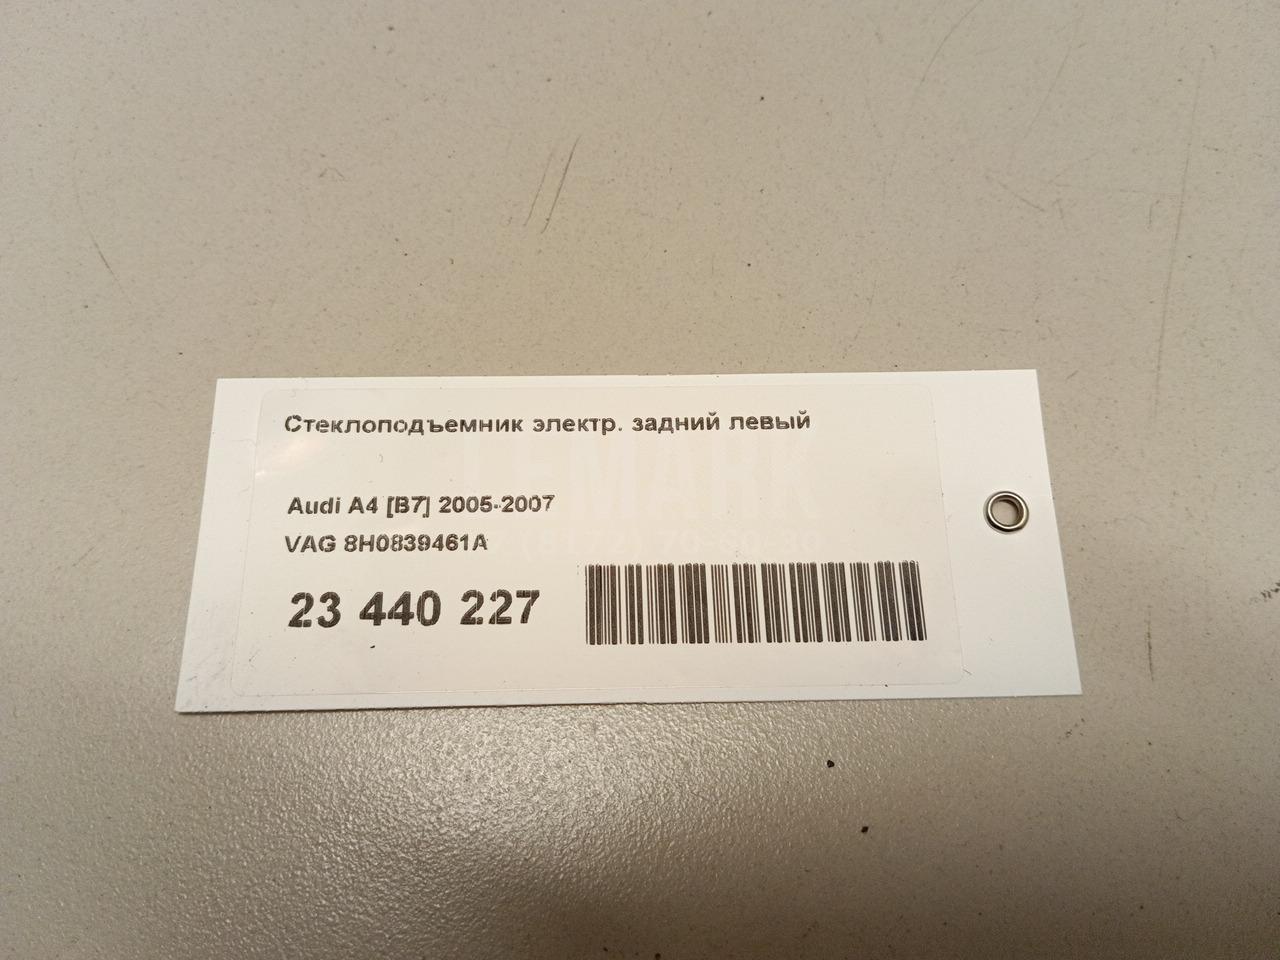 Стеклоподъемник электр. задний левый
Audi A4 [B7] 2005-2007
VAG 8H0839461A
23 440 227